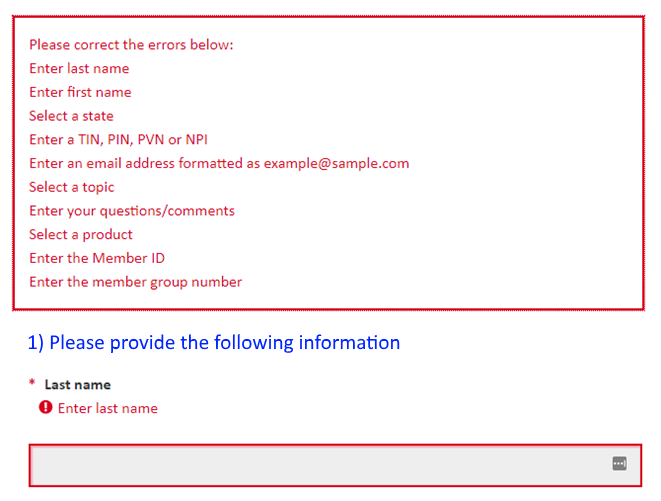 Please correct the errors below:
Enter last name
Enter first name
Select a state
Enter a TIN, PIN, PVN or NPI
Enter an email address formatted as example@sample.com
Select a topic
Enter your questions/comments
Select a product
Enter the Member ID
Enter the member group number
1) Please provide the following information
* Last name
Enter last name